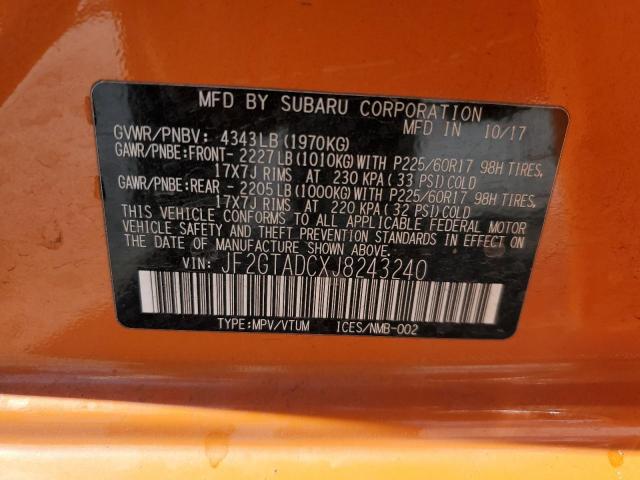 MFD BY SUBARU CORPORATION
MFD IN 10/17
GVWR/PNBV: 4343LB(1970KG)
GAWR/PNBE:FRONT- 2227LB(1010KG)WITH P225/60R17 98H TIRES,
17X7J RIMS AT 230 KPA(33 PSI)COLD
GAWR/PNBE:REAR - 2205LB(1000KG)WITH P225/60R17 98H TIRES,
17X7J RIMS AT 220 KPA(32 PSI)COLD
THIS VEHICLE CONFORMS TO ALL APPLICABLE FEDERAL MOTOR
VEHICLE SAFETY AND THEFT PREVENTION STANDARDS IN EFFECT ON
THE DATE OF MANUFACTURE SHOWN ABOVE.
VIN: JF2GTADCXJ8243240
TYPE:MPV/VTUM ICES/NMB-002